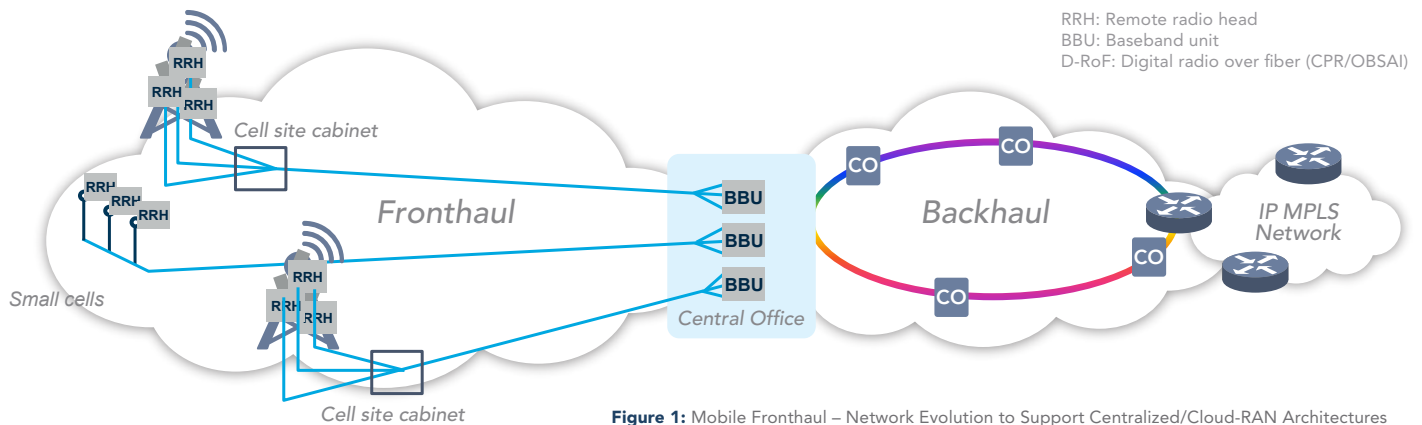 RRH: Remote radio head
BBU: Baseband unit
D-RoF: Digital radio over fiber (CPR/OBSAI)
RRH
RRH
RRH
Cell site cabinet
RRH
RRH
RRH
Small cells
Fronthaul
RRH
RRH
RRH
Cell site cabinet
BBU
BBU
BBU
Central Office
CO
CO
Backhaul
CO
CO
IP MPLS
Network
Figure 1: Mobile Fronthaul – Network Evolution to Support Centralized/Cloud-RAN Architectures